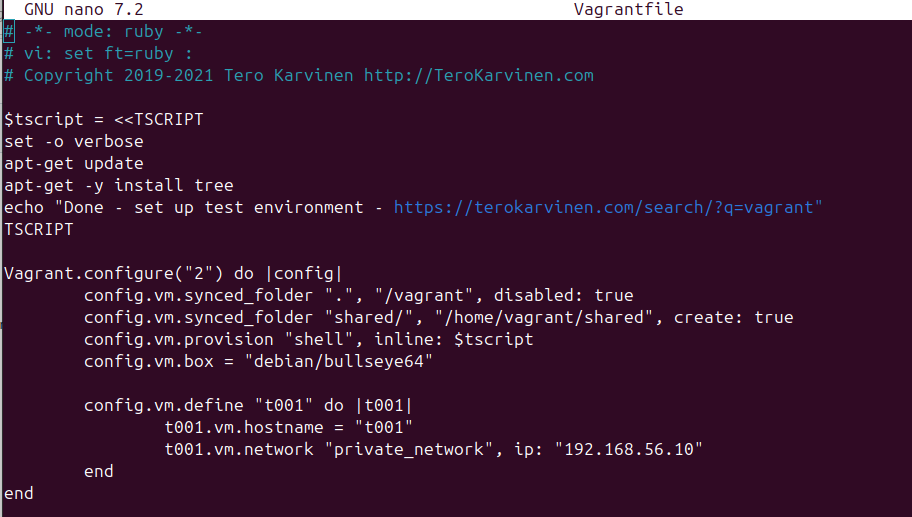 GNU nano 7.2 Vagrantfile
# -*- mode: ruby -*-
# vi: set ft=ruby :
# Copyright 2019-2021 Tero Karvinen http://TeroKarvinen.com
$tscript = <<TSCRIPT
set -o verbose
apt-get update
apt-get -y install tree
echo "Done - set up test environment - https://terokarvinen.com/search/?q=vagrant"
TSCRIPT
Vagrant.configure("2") do |config|
config.vm.synced_folder ".", "/vagrant", disabled: true
config.vm.synced_folder "shared/", "/home/vagrant/shared", create: true
config.vm.provision "shell", inline: $tscript
config.vm.box = "debian/bullseye64"
config.vm.define "t001" do |t001|
t001.vm.hostname = "t001"
t001.vm.network "private_network", ip: "192.168.56.10"
end
end